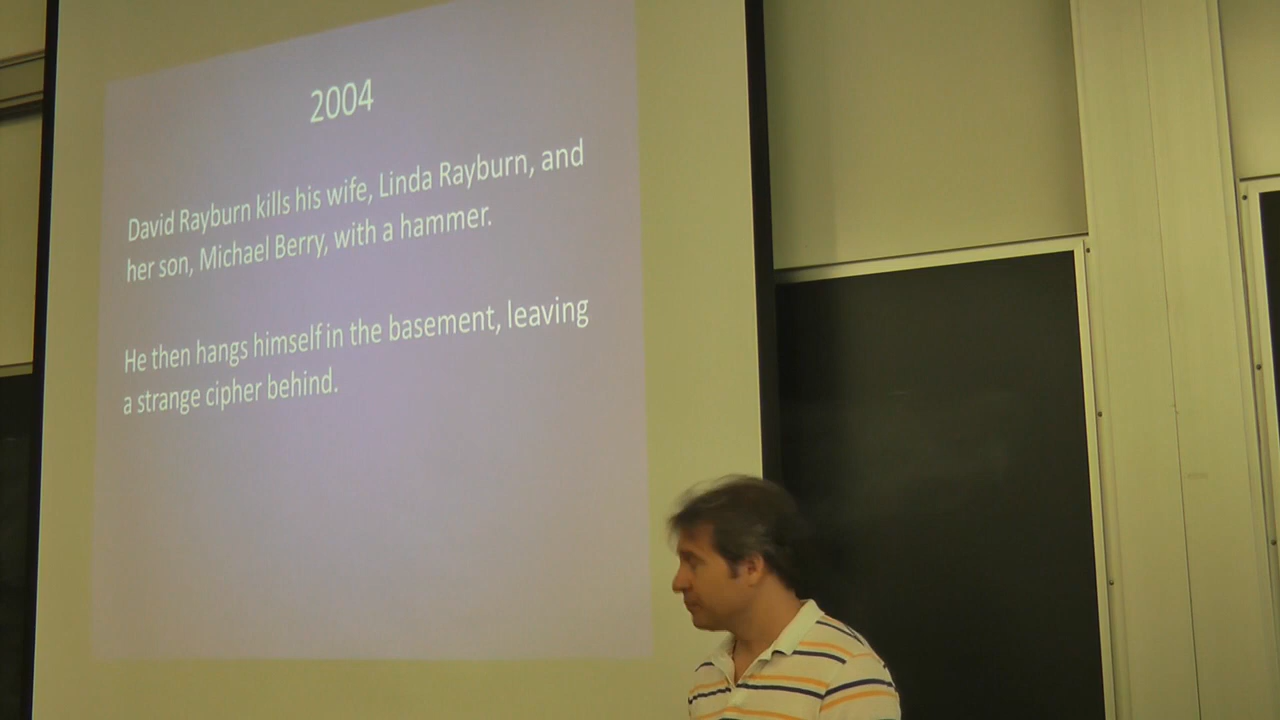 2004
David Rayburn kills his wife, Linda Rayburn, and
her son, Michael Berry, with a hammer.
He then hangs himself in the basement, leaving
a strange cipher behind.